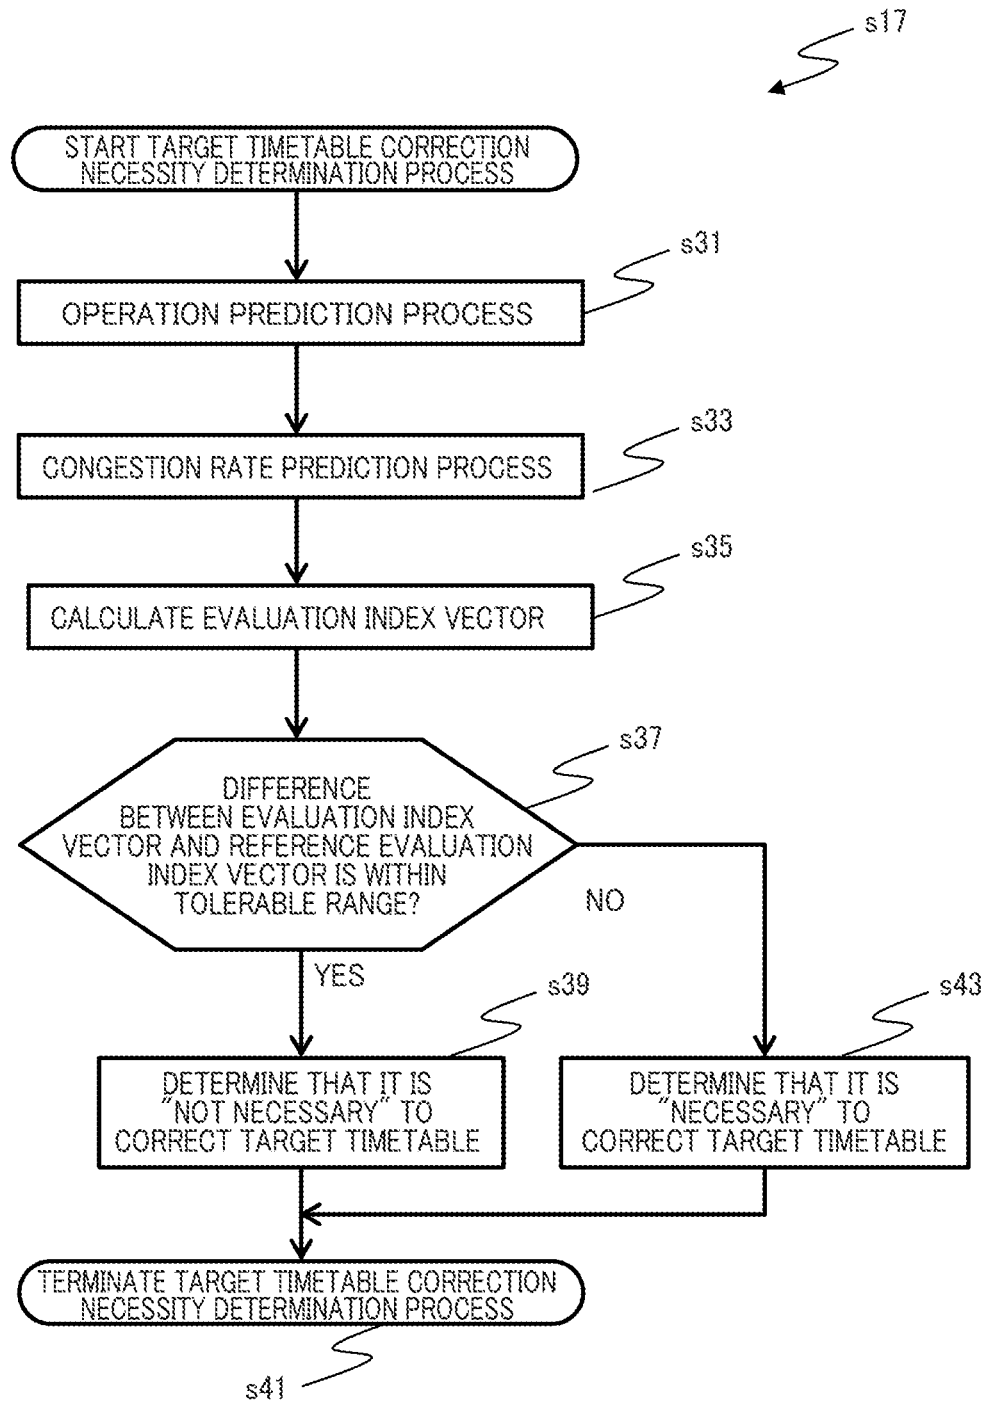 s17
START TARGET TIMETABLE CORRECTION
NECESSITY DETERMINATION PROCESS
s31
OPERATION PREDICTION PROCESS
s33
CONGESTION RATE PREDICTION PROCESS
s35
CALCULATE EVALUATION INDEX VECTOR
s37
DIFFERENCE
BETWEEN EVALUATION INDEX
VECTOR AND REFERENCE EVALUATION
INDEX VECTOR IS WITHIN
TOLERABLE RANGE?
NO
YES
s39
DETERMINE THAT IT IS
"NOT NECESSARY" TO
CORRECT TARGET TIMETABLE
s43
DETERMINE THAT IT IS
"NECESSARY" TO
CORRECT TARGET TIMETABLE
TERMINATE TARGET TIMETABLE CORRECTION
NECESSITY DETERMINATION PROCESS
s41